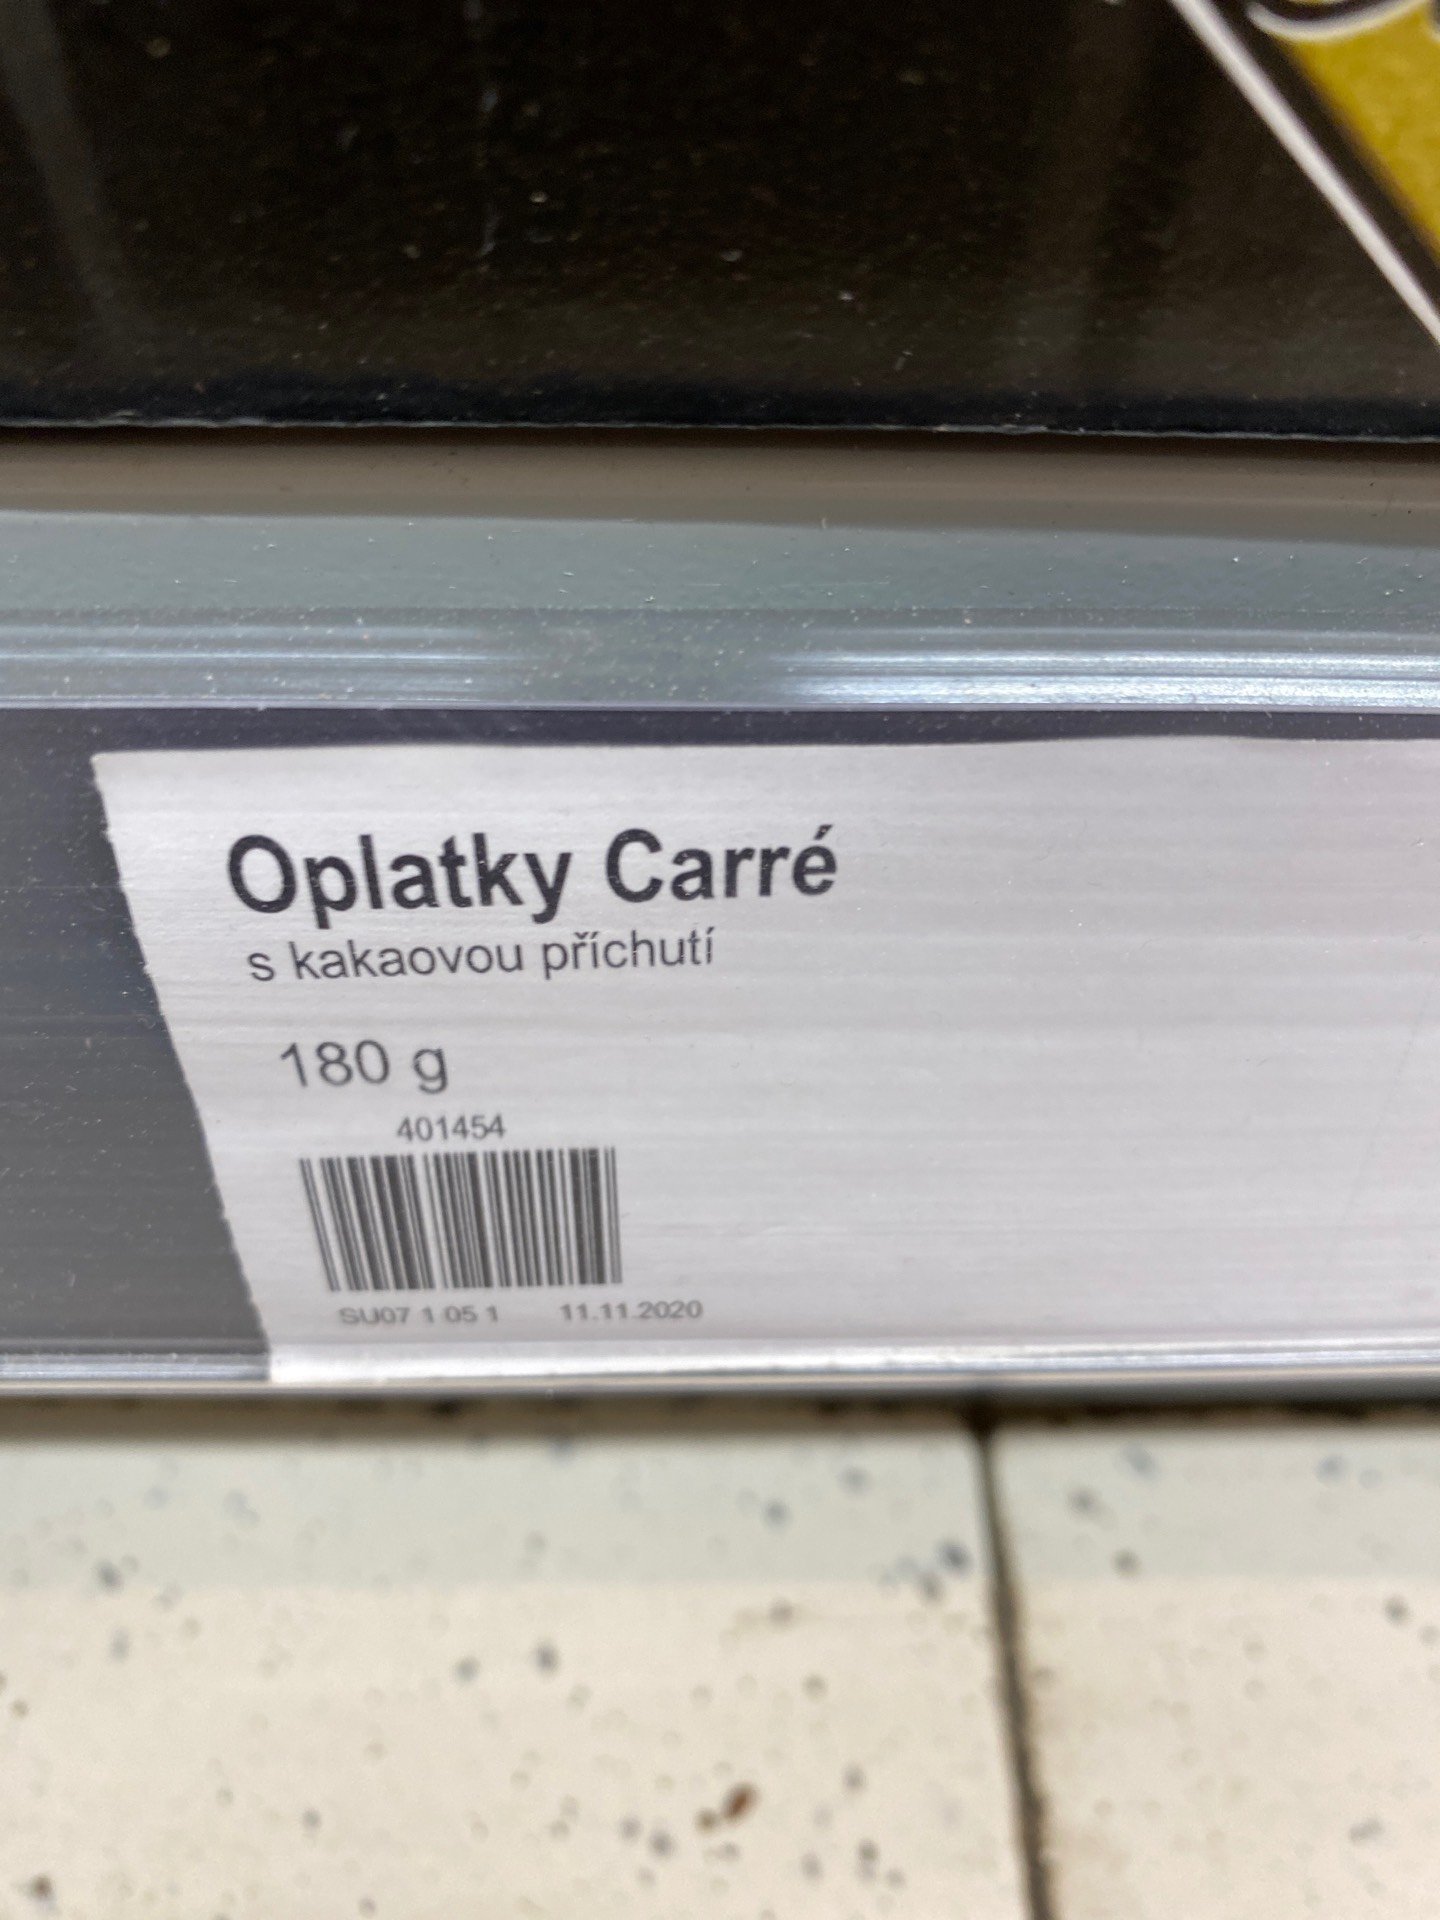 Oplatky Carré
s kakaovou příchutí
180 g
401454
SU07 1 05 1 11.11.2020